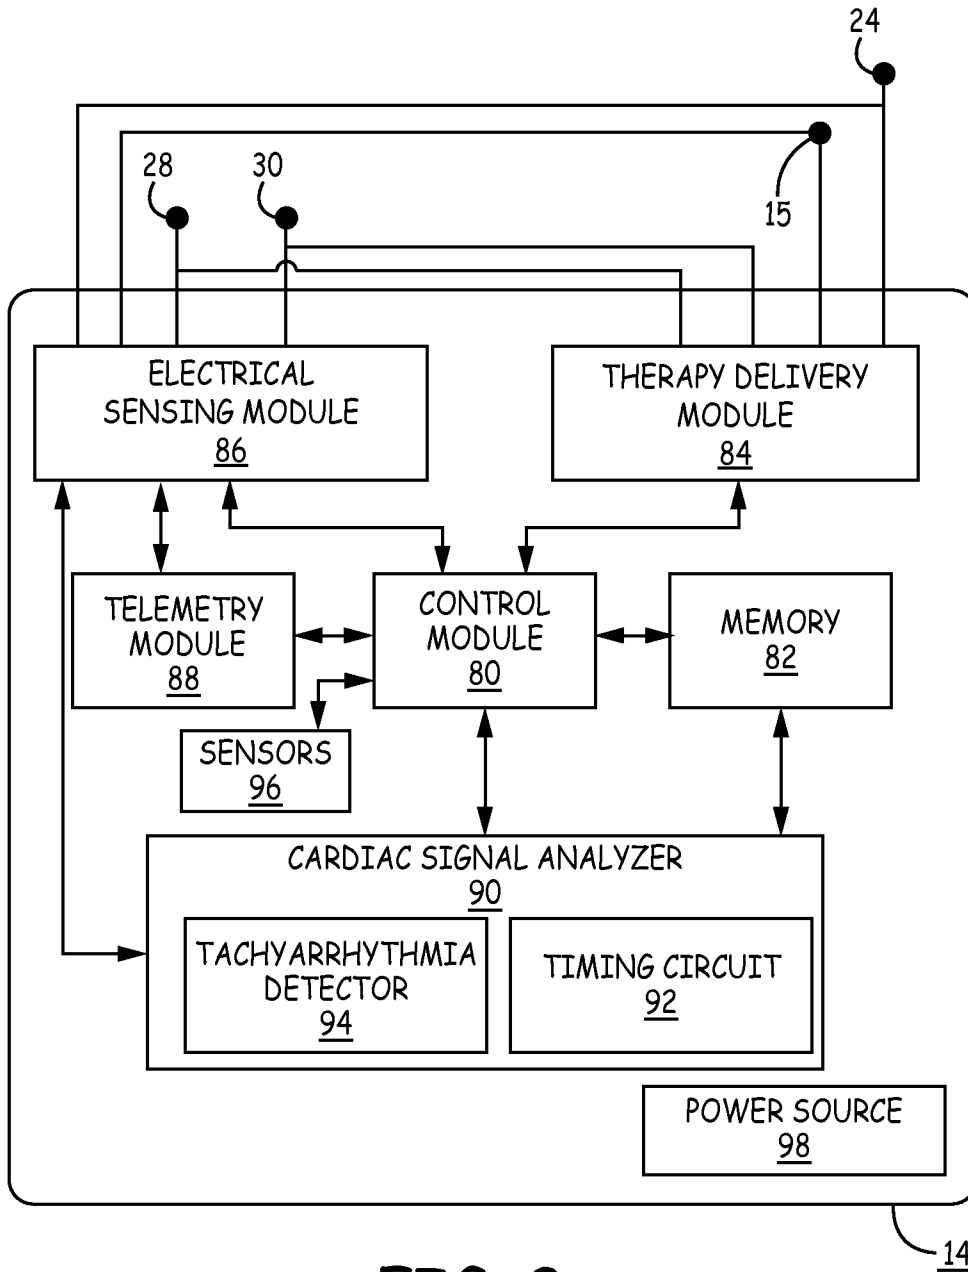 24
28
30
15
ELECTRICAL
SENSING MODULE
86
THERAPY DELIVERY
MODULE
84
TELEMETRY
MODULE
88
CONTROL
MODULE
80
MEMORY
82
SENSORS
96
CARDIAC SIGNAL ANALYZER
90
TACHYARRHYTHMIA
DETECTOR
94
TIMING CIRCUIT
92
POWER SOURCE
98
14